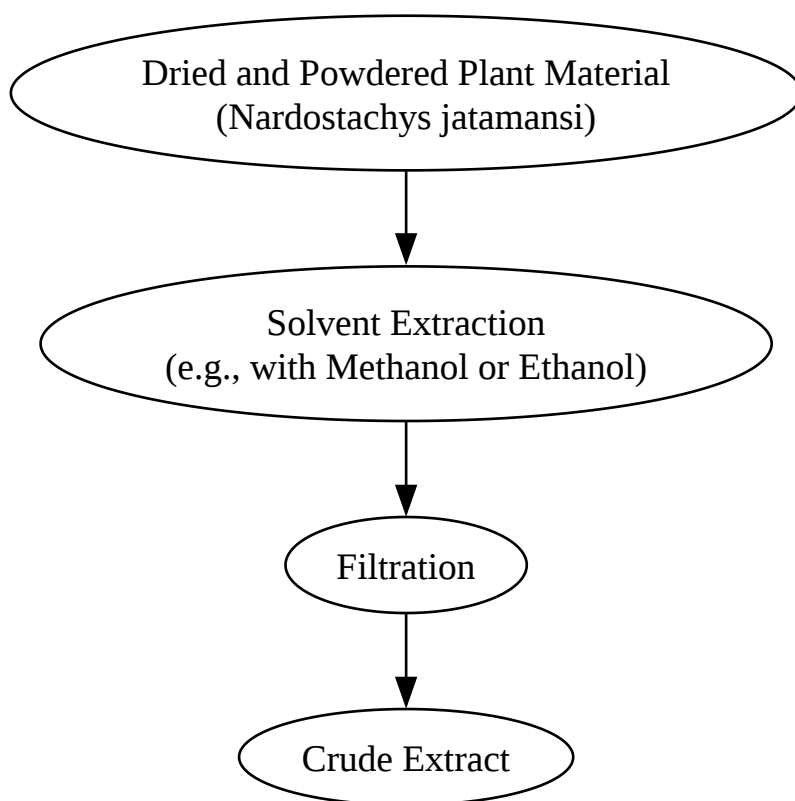 Dried and Powdered Plant Material
(Nardostachys jatamansi)
Solvent Extraction
(e.g., with Methanol or Ethanol)
Filtration
Crude Extract